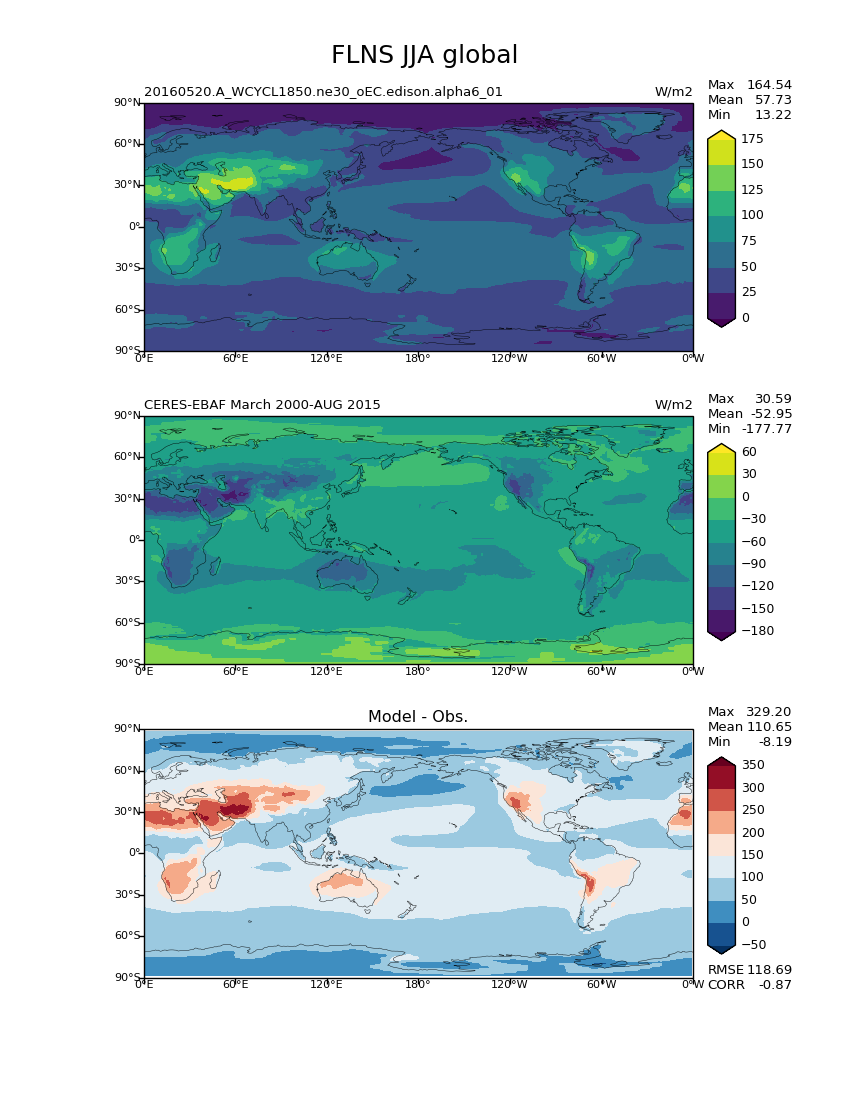 FLNS JJA global
20160520.A_WCYCL1850.ne30_oEC.edison.alpha6_01
W/m2
Max 164.54
Mean 57.73
Min 13.22
90°N
60°N
30°N
0°
30°S
60°S
90°S
0°E 60°E 120°E 180° 120°W 60°W 0°W
175
150
125
100
75
50
25
0
CERES-EBAF March 2000-AUG 2015
W/m2
Max 30.59
Mean -52.95
Min -177.77
90°N
60°N
30°N
0°
30°S
60°S
90°S
0°E 60°E 120°E 180° 120°W 60°W 0°W
60
30
0
−30
−60
−90
−120
−150
−180
Model - Obs.
Max 329.20
Mean 110.65
Min -8.19
90°N
60°N
30°N
0°
30°S
60°S
90°S
0°E 60°E 120°E 180° 120°W 60°W 0°W
350
300
250
200
150
100
50
0
−50
RMSE 118.69
CORR -0.87